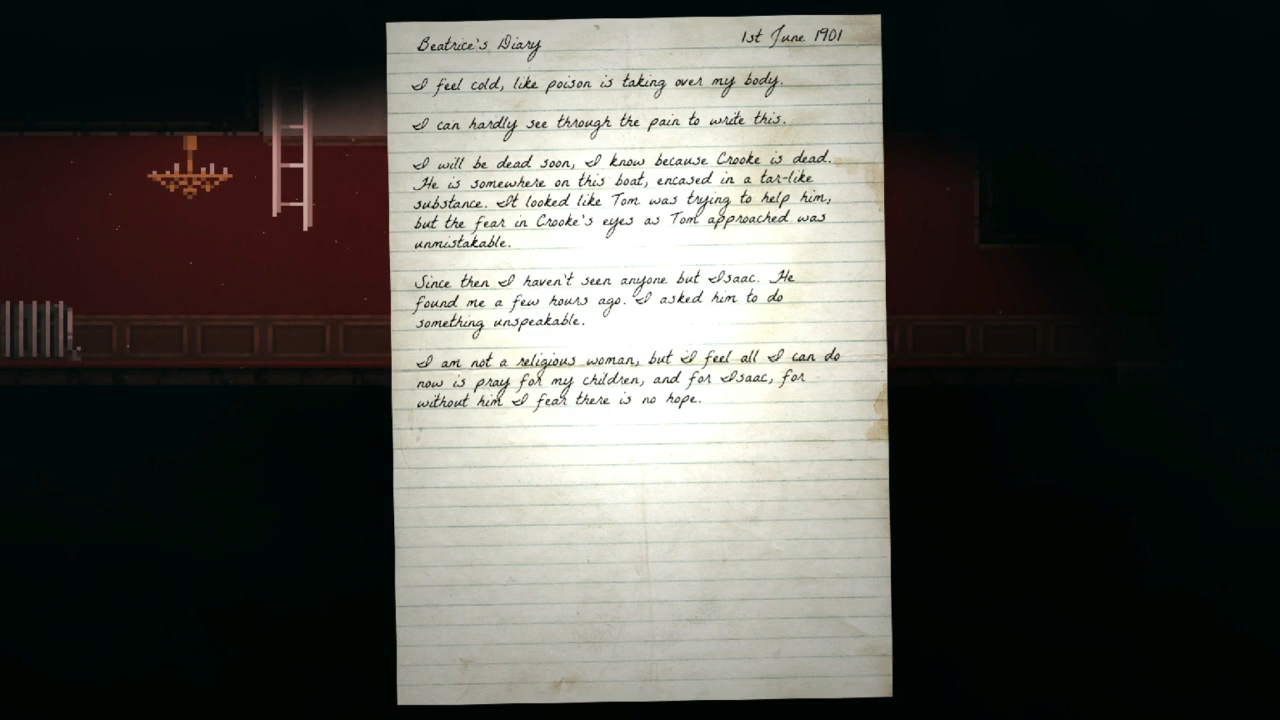 Beatrice's Diary
1st June 1901
I feel cold, like poison is taking over my body.
I can hardly see through the pain to write this.
I will be dead soon, I know because Crooke is dead.
He is somewhere on this boat, encased in a tar-like
substance. It looked like Tom was trying to help him,
but the fear in Crooke's eyes as Tom approached was
unmistakable.
Since then I haven't seen anyone but Isaac. He
found me a few hours ago. I asked him to do
something unspeakable.
I am not a religious woman, but I feel all I can do
now is pray for my children, and for Isaac, for
without him I fear there is no hope.